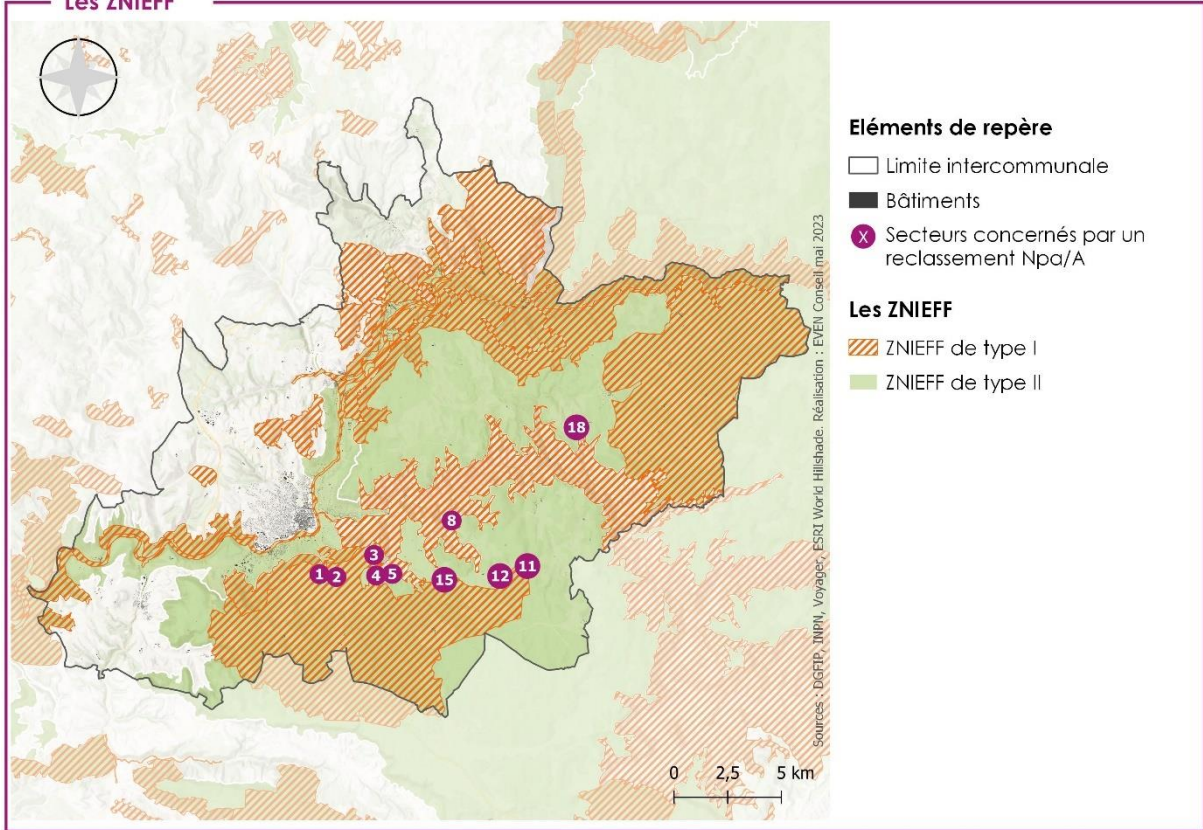 Les ZNIEFF
Eléments de repère
Limite intercommunale
Bâtiments
X Secteurs concernés par un
reclassement Npa/A
Les ZNIEFF
ZNIEFF de type I
ZNIEFF de type II
18
8
3
11
1
2
4
5
15
12
0 2,5 5 km
Sources : DGFIP, INPN, Voyager, ESRI World Hillshade. Réalisation : EVEN Conseil mai 2023